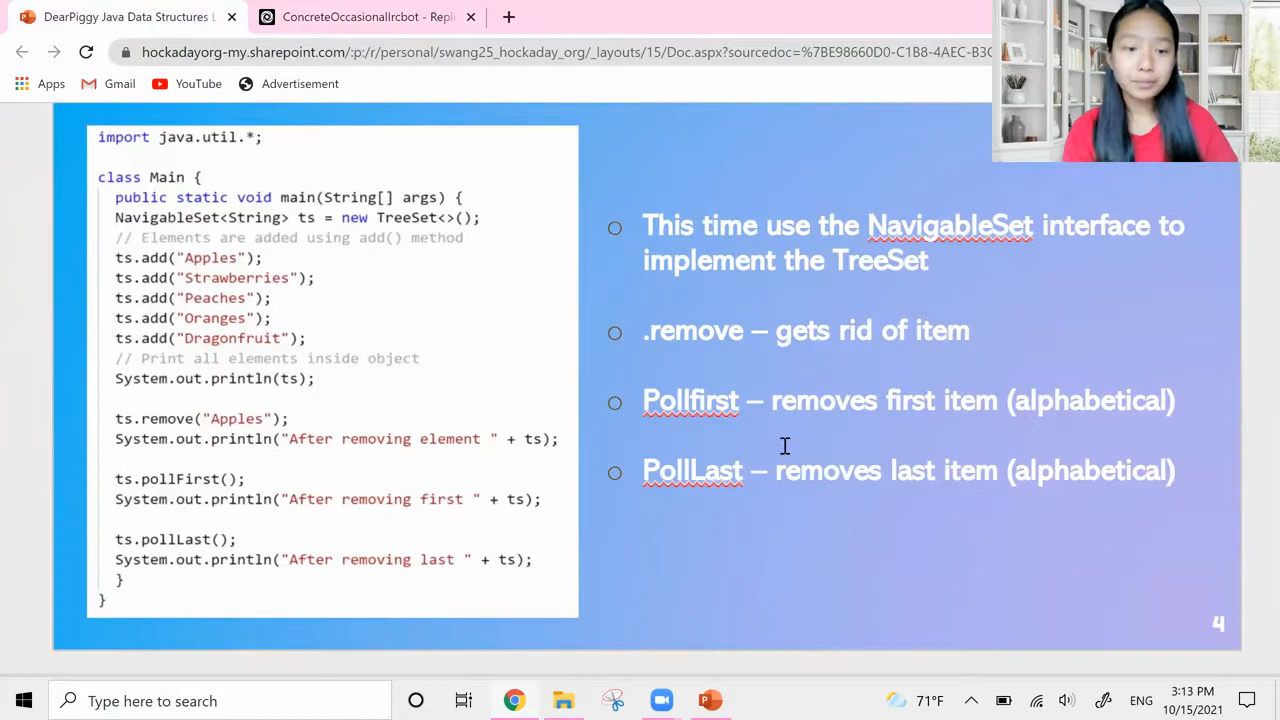 DearPiggy Java Data Structures L
ConcreteOccasionalIrcbot - Repli
hockadayorg-my.sharepoint.com/:p:/r/personal/swang25_hockaday_org/_layouts/15/Doc.aspx?sourcedoc=%7BE98660D0-C1B8-4AEC-B3C
Apps
Gmail
YouTube
Advertisement
import java.util.*;
class Main {
public static void main(String[] args) {
NavigableSet<String> ts = new TreeSet<>();
// Elements are added using add() method
ts.add("Apples");
ts.add("Strawberries");
ts.add("Peaches");
ts.add("Oranges");
ts.add("Dragonfruit");
// Print all elements inside object
System.out.println(ts);
ts.remove("Apples");
System.out.println("After removing element " + ts);
ts.pollFirst();
System.out.println("After removing first " + ts);
ts.pollLast();
System.out.println("After removing last " + ts);
}
}
This time use the NavigableSet interface to
implement the TreeSet
.remove – gets rid of item
Pollfirst – removes first item (alphabetical)
PollLast – removes last item (alphabetical)
4
Type here to search
71°F
ENG
3:13 PM
10/15/2021